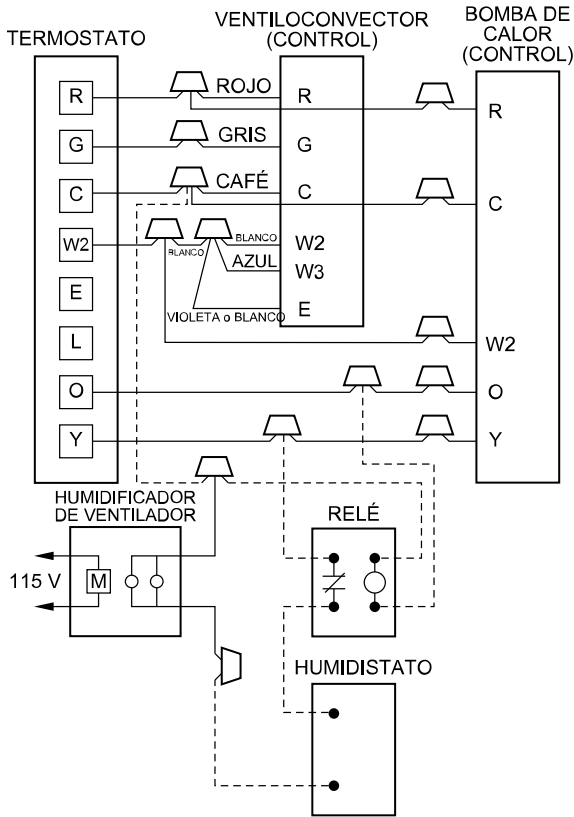 TERMOSTATO
VENTILOCONVECTOR
(CONTROL)
BOMBA DE
CALOR
(CONTROL)
R
ROJO
R
R
G
GRIS
G
C
CAFÉ
C
C
W2
BLANCO
BLANCO
W2
AZUL
W3
E
VIOLETA o BLANCO
E
L
W2
O
O
Y
Y
HUMIDIFICADOR
DE VENTILADOR
RELÉ
115 V
M
HUMIDISTATO